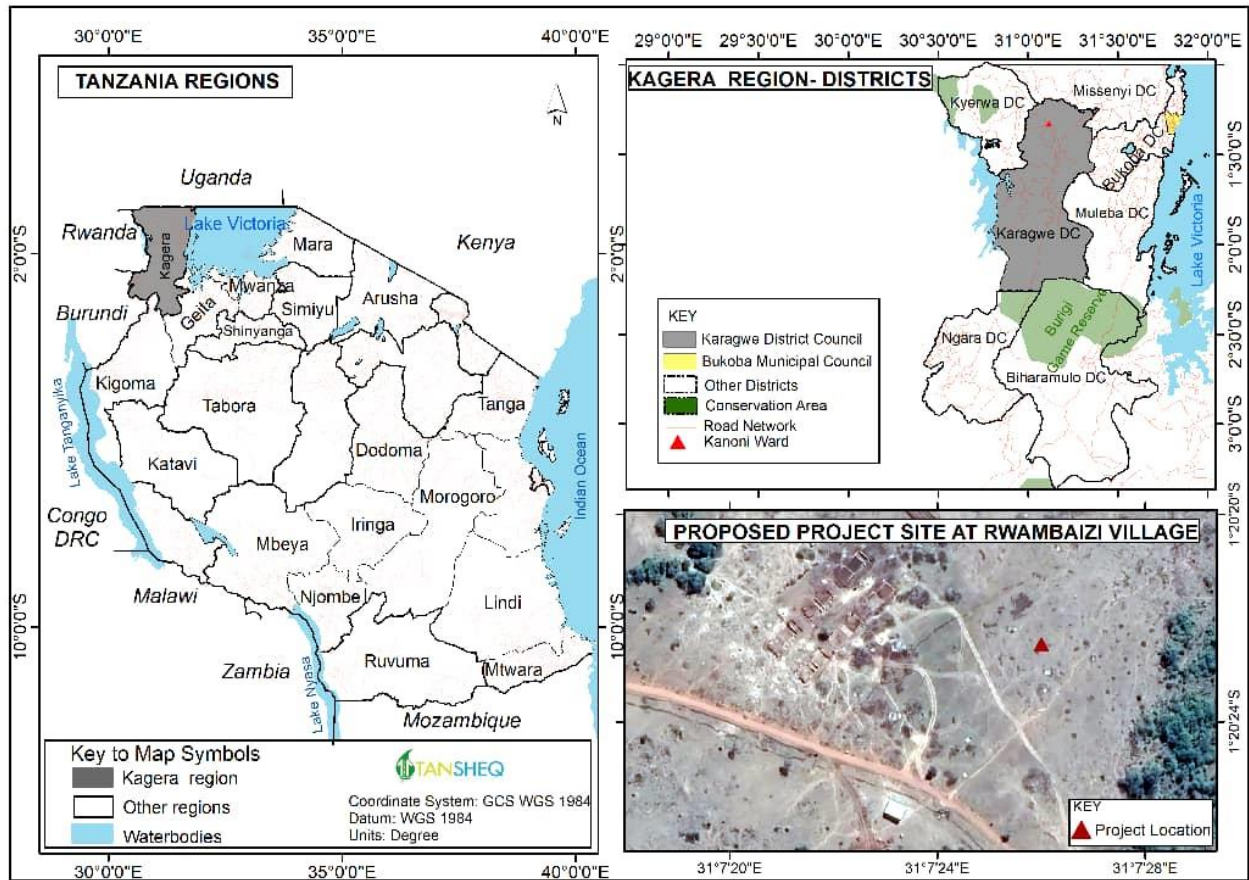 30°0'0"E
35°0'0"E
40°0'0"E
TANZANIA REGIONS
N
Uganda
Rwanda
Lake Victoria
Kagera
Mara
Kenya
2°0'0"S
2°0'0"S
Burundi
Geita
Mwanza
Simiyu
Arusha
Shinyanga
Kigoma
Tabora
Tanga
Lake Tanganyika
Katavi
Dodoma
Morogoro
Indian Ocean
Congo
DRC
Iringa
Mbeya
Malawi
Njombe
Lindi
10°0'0"S
10°0'0"S
Zambia
Lake Nyasa
Ruvuma
Mtwara
Mozambique
Key to Map Symbols
Kagera region
Other regions
Waterbodies
TANSHEQ
Coordinate System: GCS WGS 1984
Datum: WGS 1984
Units: Degree
30°0'0"E
35°0'0"E
40°0'0"E
29°0'0"E
29°30'0"E
30°0'0"E
30°30'0"E
31°0'0"E
31°30'0"E
32°0'0"E
KAGERA REGION- DISTRICTS
Kyerwa DC
Missenyi DC
Bukoba DC
1°30'0"S
Muleba DC
Karagwe DC
Lake Victoria
2°0'0"S
Burigi
Game Reserve
2°30'0"S
Ngara DC
Biharamulo DC
3°0'0"S
KEY
Karagwe District Council
Bukoba Municipal Council
Other Districts
Conservation Area
Road Network
Kanoni Ward
PROPOSED PROJECT SITE AT RWAMBAIZI VILLAGE
1°20'20"S
1°20'24"S
KEY
Project Location
31°7'20"E
31°7'24"E
31°7'28"E